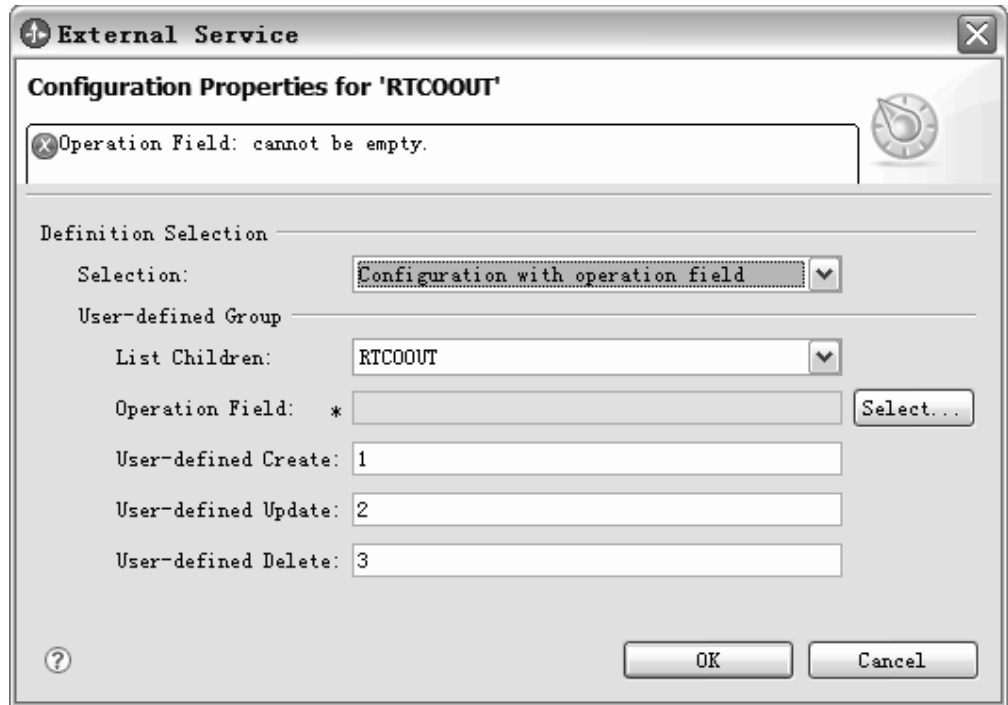 External Service
Configuration Properties for 'RTCOOUT'
Operation Field: cannot be empty.
Definition Selection
Selection: Configuration with operation field
User-defined Group
List Children: RTCOOUT
Operation Field: * Select...
User-defined Create: 1
User-defined Update: 2
User-defined Delete: 3
? OK Cancel